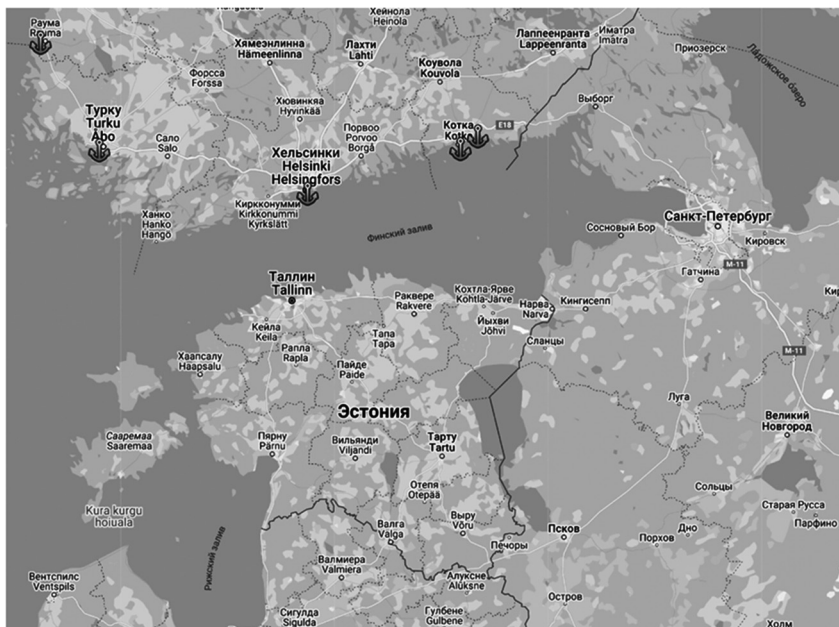 Хейнола
Heinola
Раума
Rauma
Хямеэнлинна
Hämeenlinna
Лахти
Lahti
Лаппеенранта
Lappeenranta
Иматра
Imatra
Приозерск
Ладожское озеро
Форсса
Forssa
Коувола
Kouvola
Хювинкяа
Hyvinkää
Выборг
Турку
Turku
Åbo
Сало
Salo
Порвоо
Porvoo
Borgå
Котка
Kotka
E18
Хельсинки
Helsinki
Helsingfors
Киркконумми
Kirkkonummi
Kyrkslätt
Ханко
Hanko
Hangö
Финский залив
Сосновый Бор
Санкт-Петербург
Кировск
M-11
Гатчина
Таллин
Tallinn
Раквере
Rakvere
Кохтла-Ярве
Kohtla-Järve
Нарва
Narva
Кингисепп
Йыхви
Jõhvi
Сланцы
Кейла
Keila
Рапла
Rapla
Тапа
Tapa
Хаапсалу
Haapsalu
Пайде
Paide
M-11
Эстония
Луга
Великий
Новгород
Сааремаа
Saaremaa
Пярну
Pärnu
Вильянди
Viljandi
Тарту
Tartu
Отепя
Otepää
Сольцы
Старая Русса
Парфино
Kura kurgu
hoiuala
Рижский залив
Валга
Valga
Выру
Võru
Псков
Печоры
Порхов
Дно
Валмиера
Valmiera
Алуксне
Alūksne
Вентспилс
Ventspils
Остров
Сигулда
Sigulda
Гулбене
Gulbene
Холм